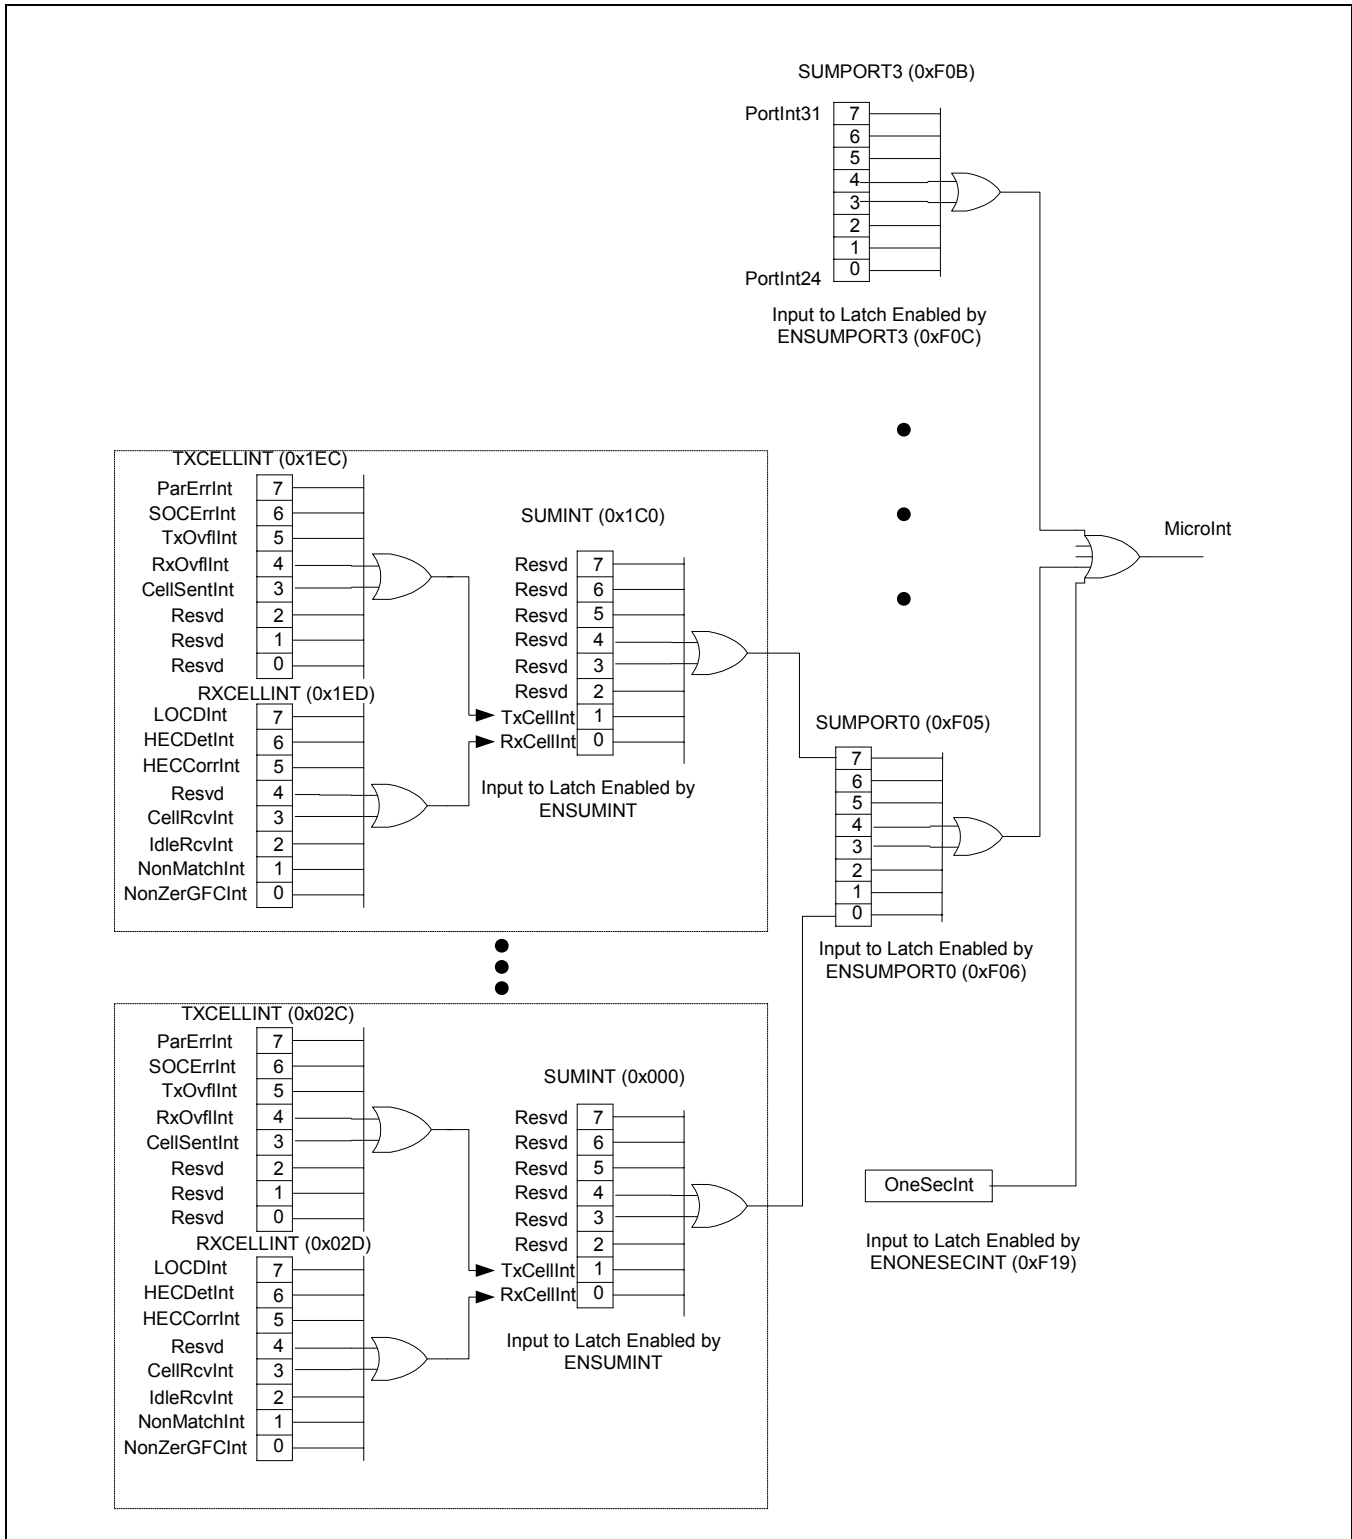 SUMPORT3 (0xF0B)
PortInt31 7
6
5
4
3
2
1
PortInt24 0
Input to Latch Enabled by
ENSUMPORT3 (0xF0C)
MicroInt
TXCELLINT (0x1EC)
ParErrInt 7
SOCErrInt 6
TxOvflInt 5
RxOvflInt 4
CellSentInt 3
Resvd 2
Resvd 1
Resvd 0
RXCELLINT (0x1ED)
LOCDInt 7
HECDetInt 6
HECCorrInt 5
Resvd 4
CellRcvInt 3
IdleRcvInt 2
NonMatchInt 1
NonZerGFCInt 0
SUMINT (0x1C0)
Resvd 7
Resvd 6
Resvd 5
Resvd 4
Resvd 3
Resvd 2
TxCellInt 1
RxCellInt 0
Input to Latch Enabled by
ENSUMINT
SUMPORT0 (0xF05)
7
6
5
4
3
2
1
0
Input to Latch Enabled by
ENSUMPORT0 (0xF06)
TXCELLINT (0x02C)
ParErrInt 7
SOCErrInt 6
TxOvflInt 5
RxOvflInt 4
CellSentInt 3
Resvd 2
Resvd 1
Resvd 0
RXCELLINT (0x02D)
LOCDInt 7
HECDetInt 6
HECCorrInt 5
Resvd 4
CellRcvInt 3
IdleRcvInt 2
NonMatchInt 1
NonZerGFCInt 0
SUMINT (0x000)
Resvd 7
Resvd 6
Resvd 5
Resvd 4
Resvd 3
Resvd 2
TxCellInt 1
RxCellInt 0
Input to Latch Enabled by
ENSUMINT
OneSecInt
Input to Latch Enabled by
ENONESECINT (0xF19)